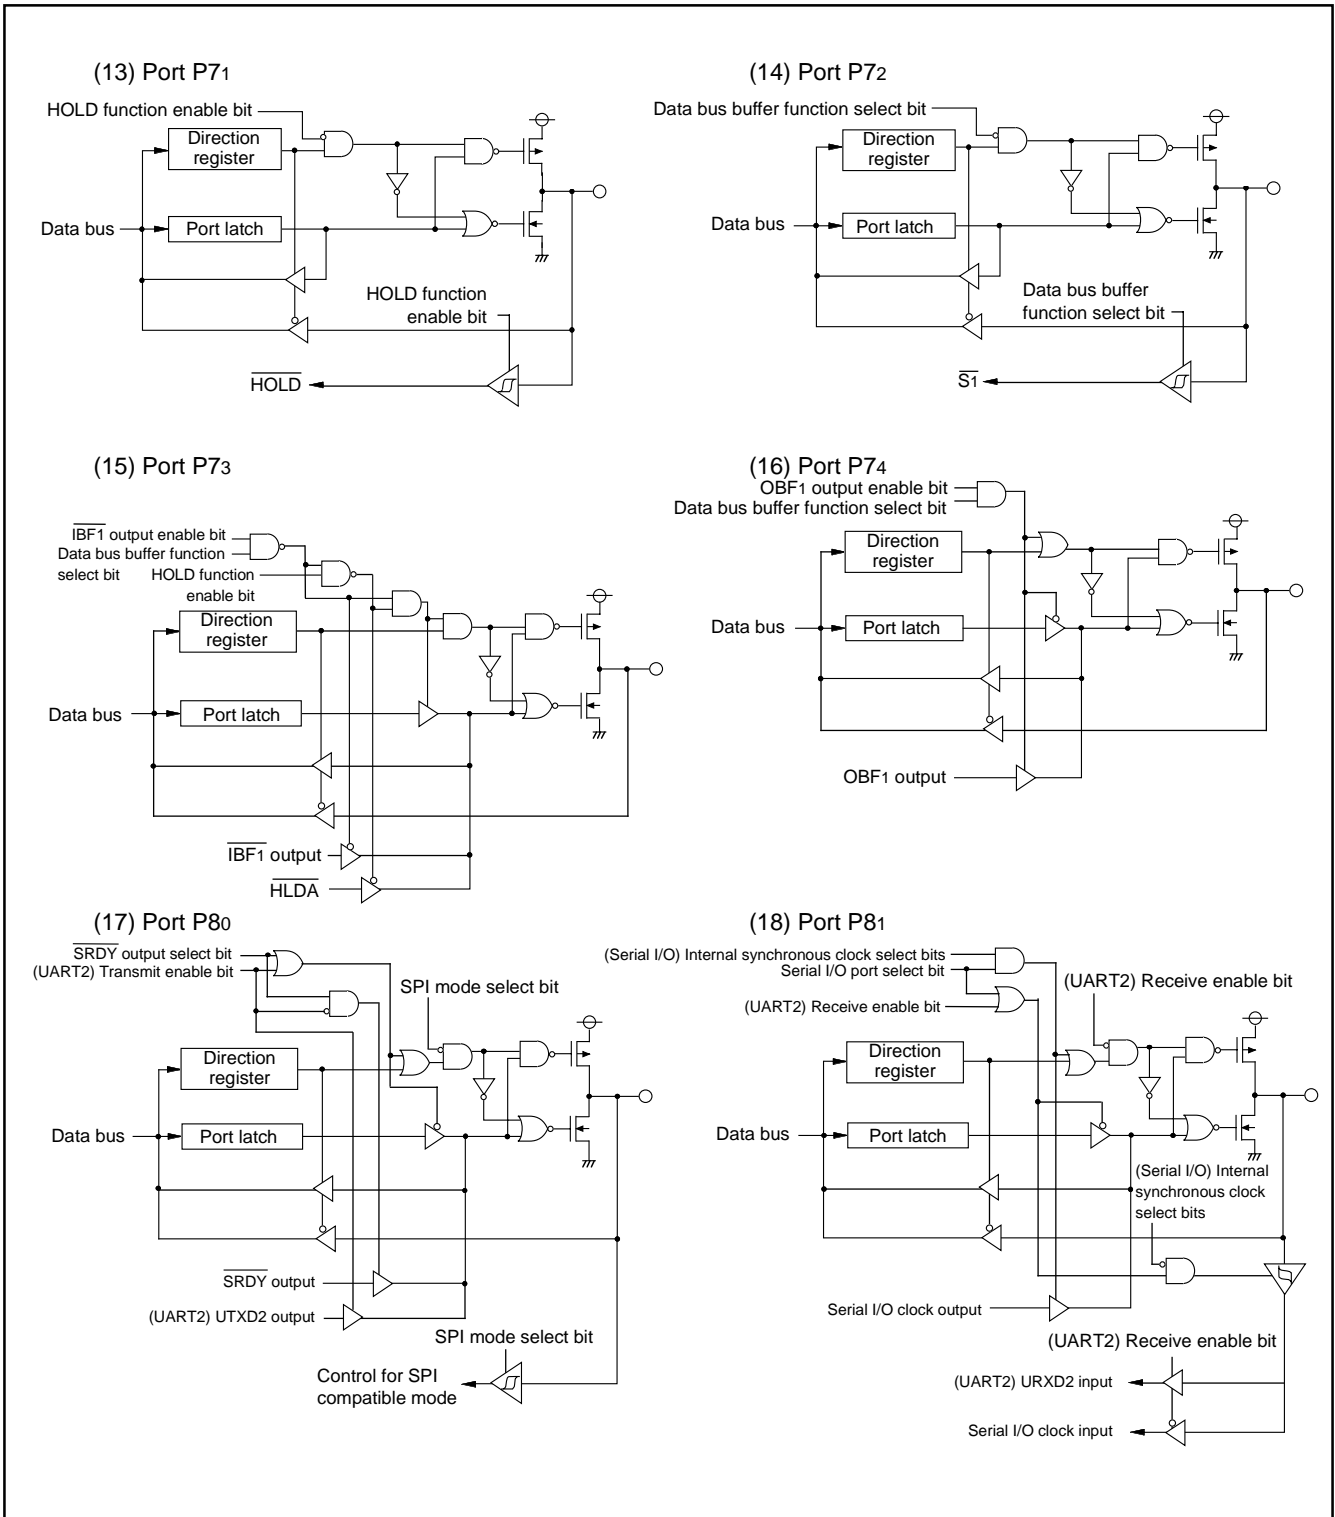 (13) Port P71
HOLD function enable bit
Direction
register
Data bus
Port latch
HOLD function
enable bit
HOLD
(14) Port P72
Data bus buffer function select bit
Direction
register
Data bus
Port latch
Data bus buffer
function select bit
S1
(15) Port P73
IBF1 output enable bit
Data bus buffer function
select bit
HOLD function
enable bit
Direction
register
Data bus
Port latch
IBF1 output
HLDA
(16) Port P74
OBF1 output enable bit
Data bus buffer function select bit
Direction
register
Data bus
Port latch
OBF1 output
(17) Port P80
SRDY output select bit
(UART2) Transmit enable bit
SPI mode select bit
Direction
register
Data bus
Port latch
SRDY output
(UART2) UTXD2 output
SPI mode select bit
Control for SPI
compatible mode
(18) Port P81
(Serial I/O) Internal synchronous clock select bits
Serial I/O port select bit
(UART2) Receive enable bit
(UART2) Receive enable bit
Direction
register
Data bus
Port latch
(Serial I/O) Internal
synchronous clock
select bits
Serial I/O clock output
(UART2) Receive enable bit
(UART2) URXD2 input
Serial I/O clock input